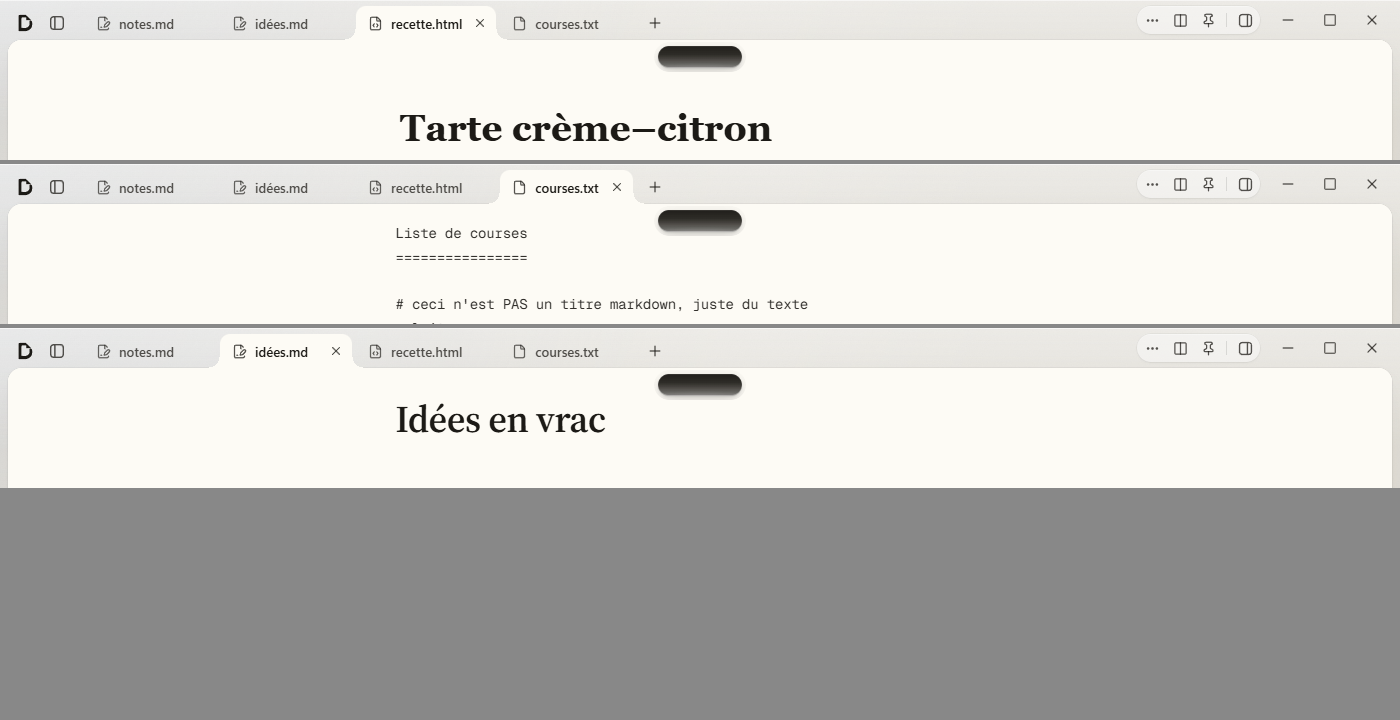 notes.md idées.md recette.html courses.txt
Tarte crème–citron
notes.md idées.md recette.html courses.txt
Liste de courses
================
# ceci n'est PAS un titre markdown, juste du texte
notes.md idées.md recette.html courses.txt
Idées en vrac